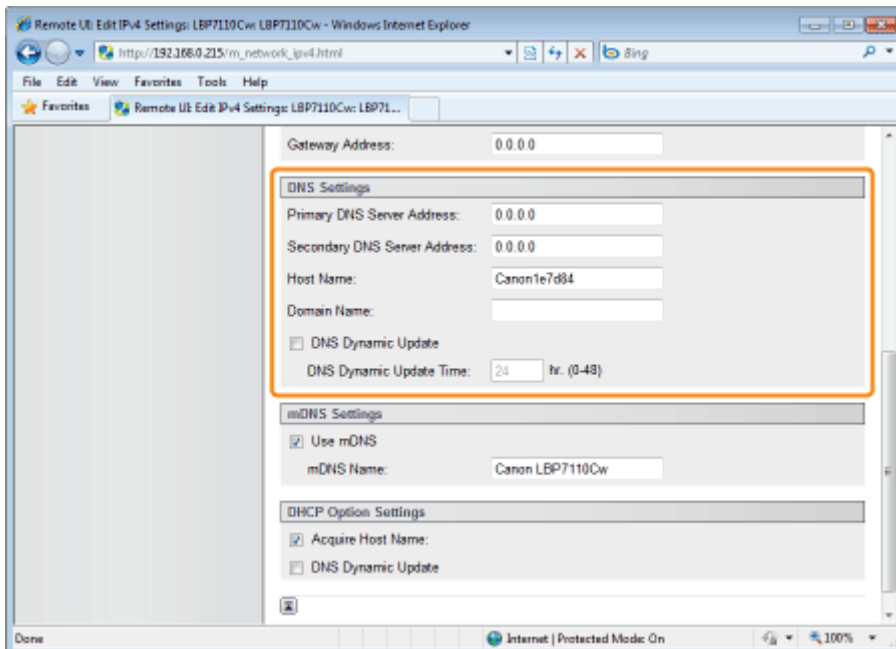 Remote UI: Edit IPv4 Settings: LBP7110Cw: LBP7110Cw - Windows Internet Explorer
http://192.168.0.215/m_network_ipv4.html
Bing
File Edit View Favorites Tools Help
Favorites
Remote UI: Edit IPv4 Settings: LBP7110Cw: LBP71...
Gateway Address: 0.0.0.0
DNS Settings
Primary DNS Server Address: 0.0.0.0
Secondary DNS Server Address: 0.0.0.0
Host Name: Canon1e7d84
Domain Name:
DNS Dynamic Update
DNS Dynamic Update Time: 24 hr. (0-48)
mDNS Settings
Use mDNS
mDNS Name: Canon LBP7110Cw
DHCP Option Settings
Acquire Host Name:
DNS Dynamic Update
Done Internet | Protected Mode: On 100%